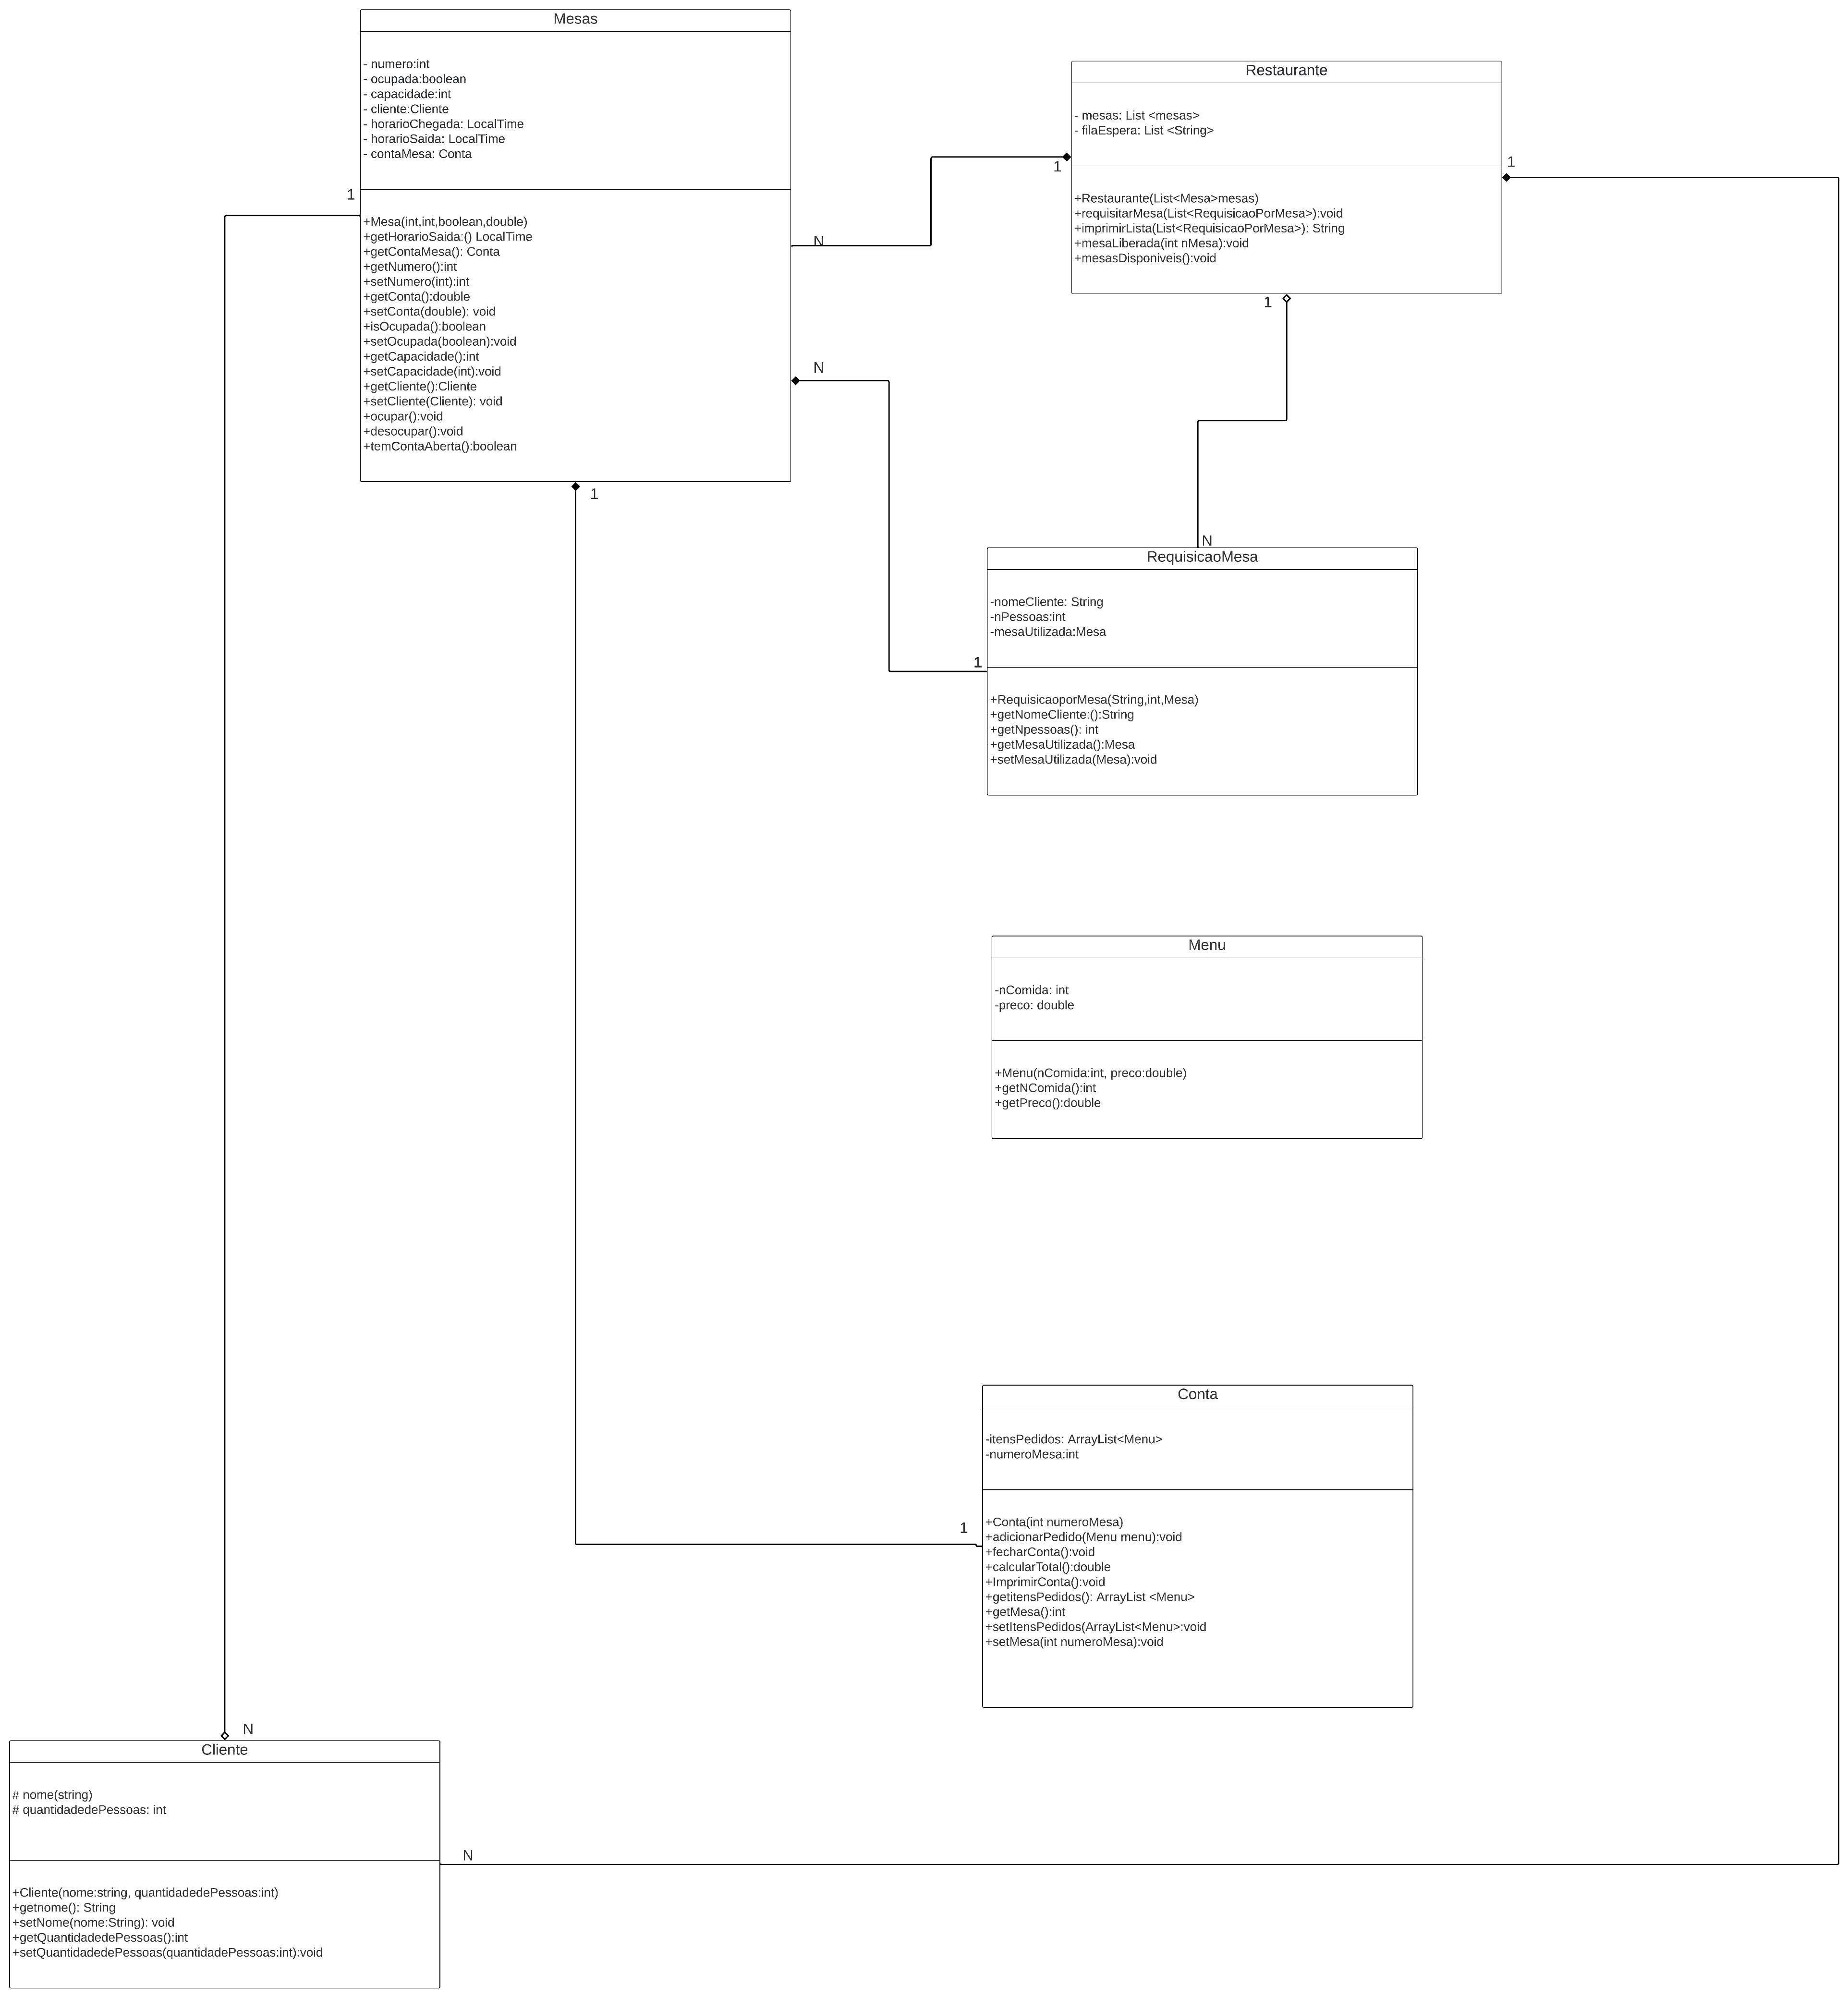 Mesas
- numero:int
- ocupada:boolean
- capacidade:int
- cliente:Cliente
- horarioChegada: LocalTime
- horarioSaida: LocalTime
- contaMesa: Conta
1
+Mesa(int,int,boolean,double)
+getHorarioSaida:() LocalTime
+getContaMesa(): Conta
+getNumero():int
+setNumero(int):int
+getConta():double
+setConta(double): void
+isOcupada():boolean
+setOcupada(boolean):void
+getCapacidade():int
+setCapacidade(int):void
+getCliente():Cliente
+setCliente(Cliente): void
+ocupar():void
+desocupar():void
+temContaAberta():boolean
N
N
1
Restaurante
- mesas: List <mesas>
- filaEspera: List <String>
1
1
+Restaurante(List<Mesa>mesas)
+requisitarMesa(List<RequisicaoPorMesa>):void
+imprimirLista(List<RequisicaoPorMesa>): String
+mesaLiberada(int nMesa):void
+mesasDisponiveis():void
1
N
RequisicaoMesa
-nomeCliente: String
-nPessoas:int
-mesaUtilizada:Mesa
1
+RequisicaoporMesa(String,int,Mesa)
+getNomeCliente:():String
+getNpessoas(): int
+getMesaUtilizada():Mesa
+setMesaUtilizada(Mesa):void
Menu
-nComida: int
-preco: double
+Menu(nComida:int, preco:double)
+getNComida():int
+getPreco():double
Conta
-itensPedidos: ArrayList<Menu>
-numeroMesa:int
1
+Conta(int numeroMesa)
+adicionarPedido(Menu menu):void
+fecharConta():void
+calcularTotal():double
+ImprimirConta():void
+getitensPedidos(): ArrayList <Menu>
+getMesa():int
+setItensPedidos(ArrayList<Menu>:void
+setMesa(int numeroMesa):void
N
Cliente
# nome(string)
# quantidadedePessoas: int
N
+Cliente(nome:string, quantidadedePessoas:int)
+getnome(): String
+setNome(nome:String): void
+getQuantidadedePessoas():int
+setQuantidadedePessoas(quantidadePessoas:int):void